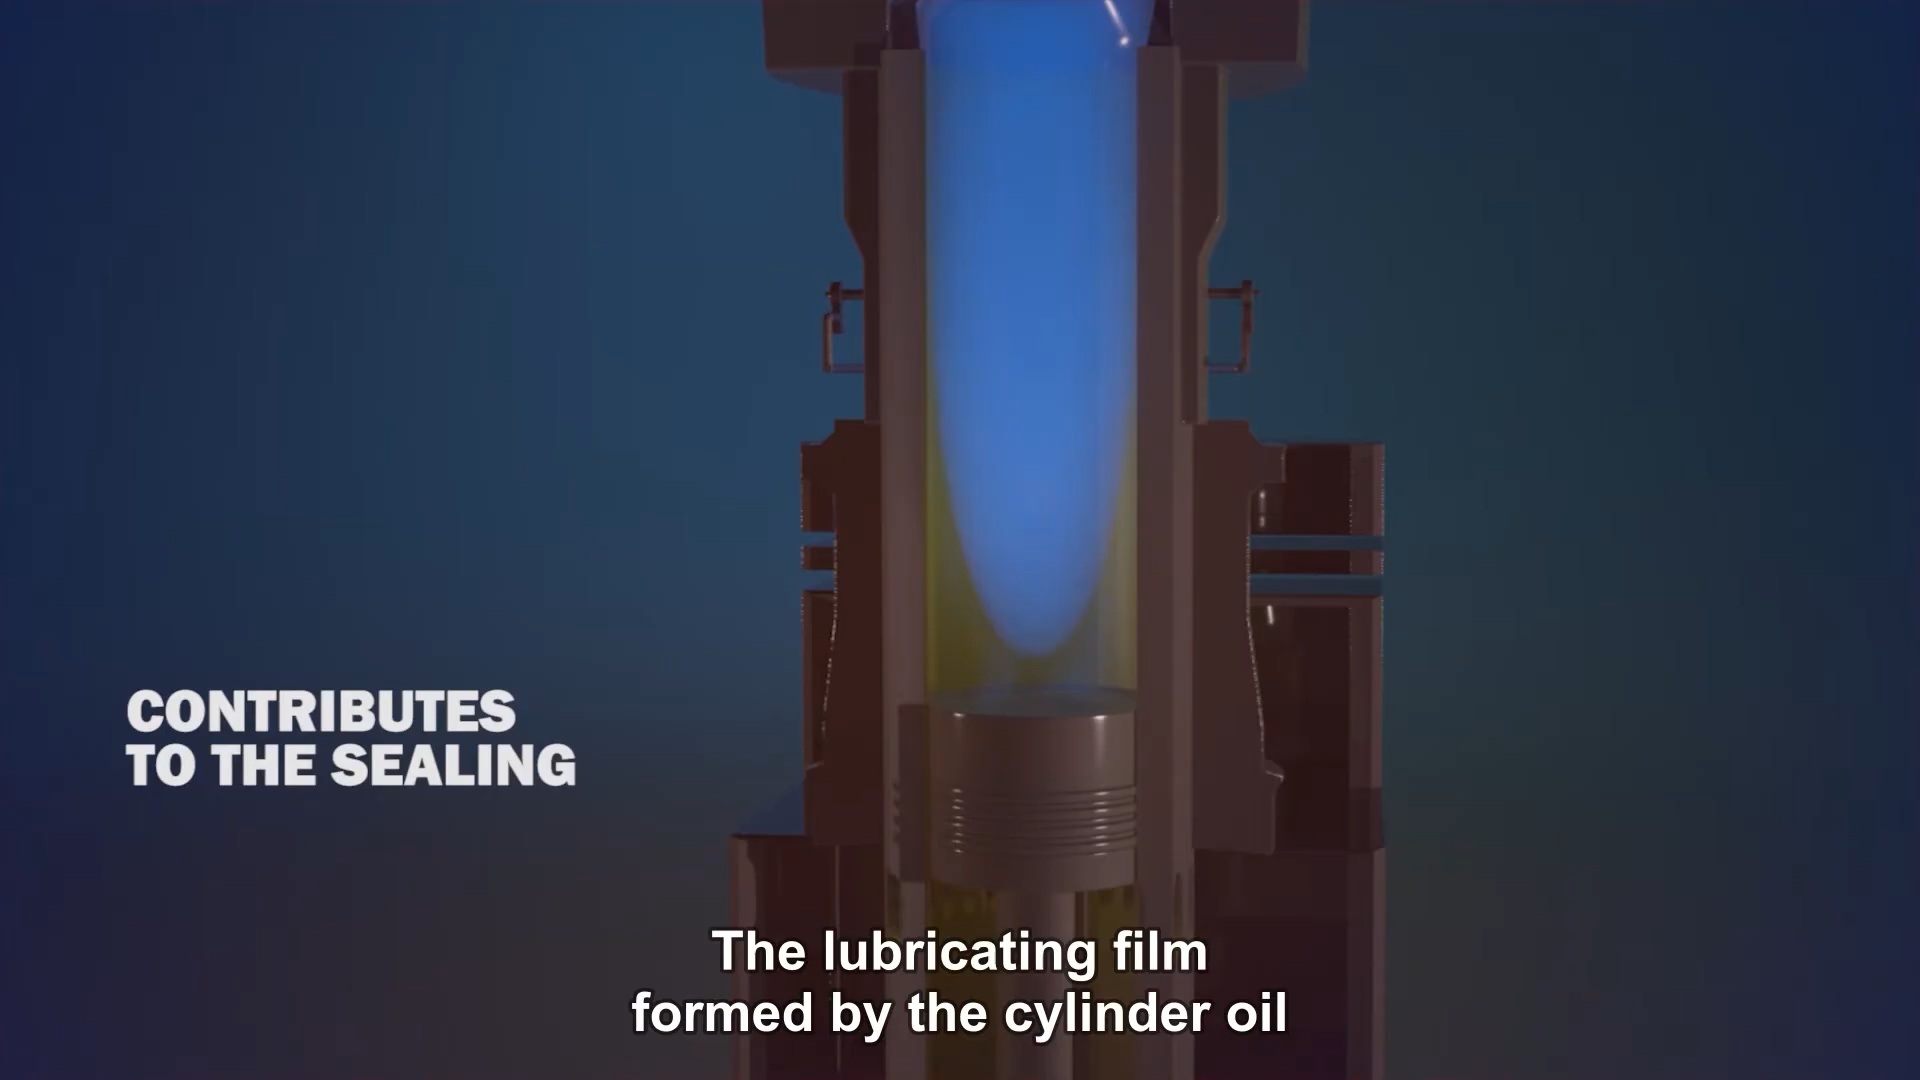 CONTRIBUTES
TO THE SEALING
The lubricating film
formed by the cylinder oil